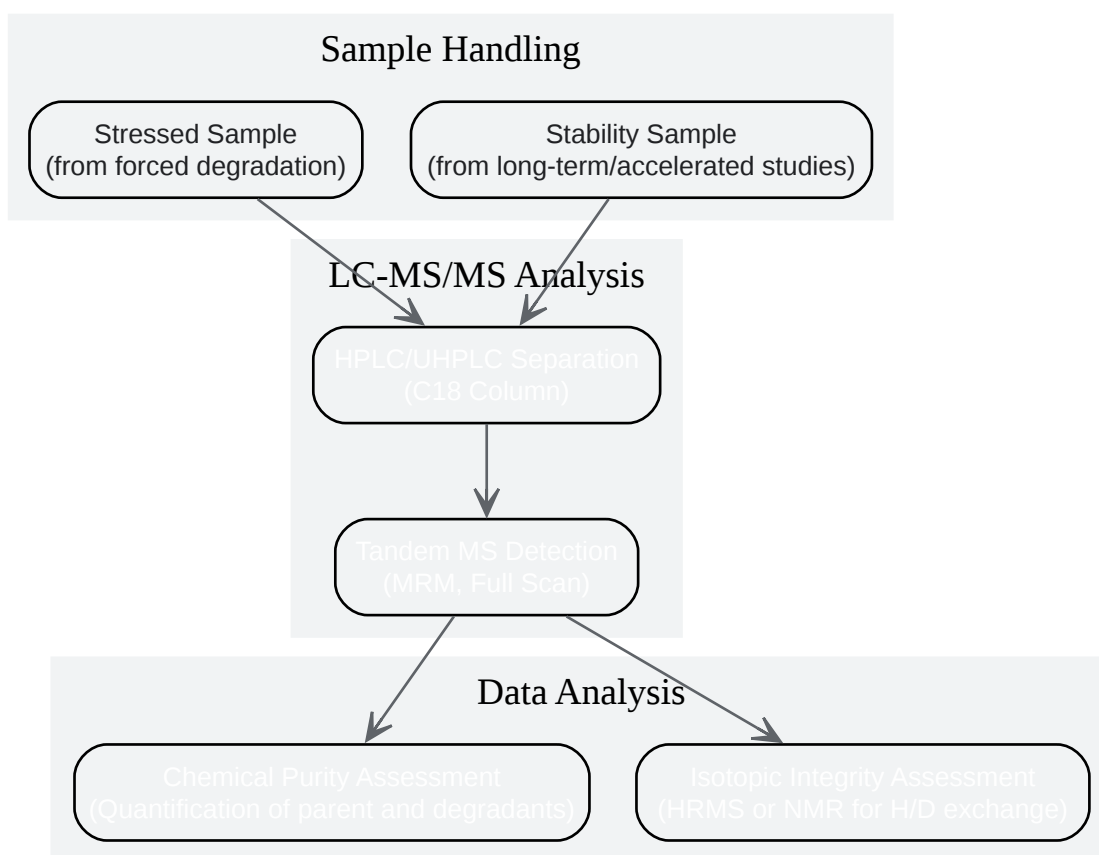 Sample Handling
Stressed Sample
(from forced degradation)
Stability Sample
(from long-term/accelerated studies)
LC-MS/MS Analysis
HPLC/UHPLC Separation
(C18 Column)
Tandem MS Detection
(MRM, Full Scan)
Data Analysis
Chemical Purity Assessment
(Quantification of parent and degradants)
Isotopic Integrity Assessment
(HRMS or NMR for H/D exchange)